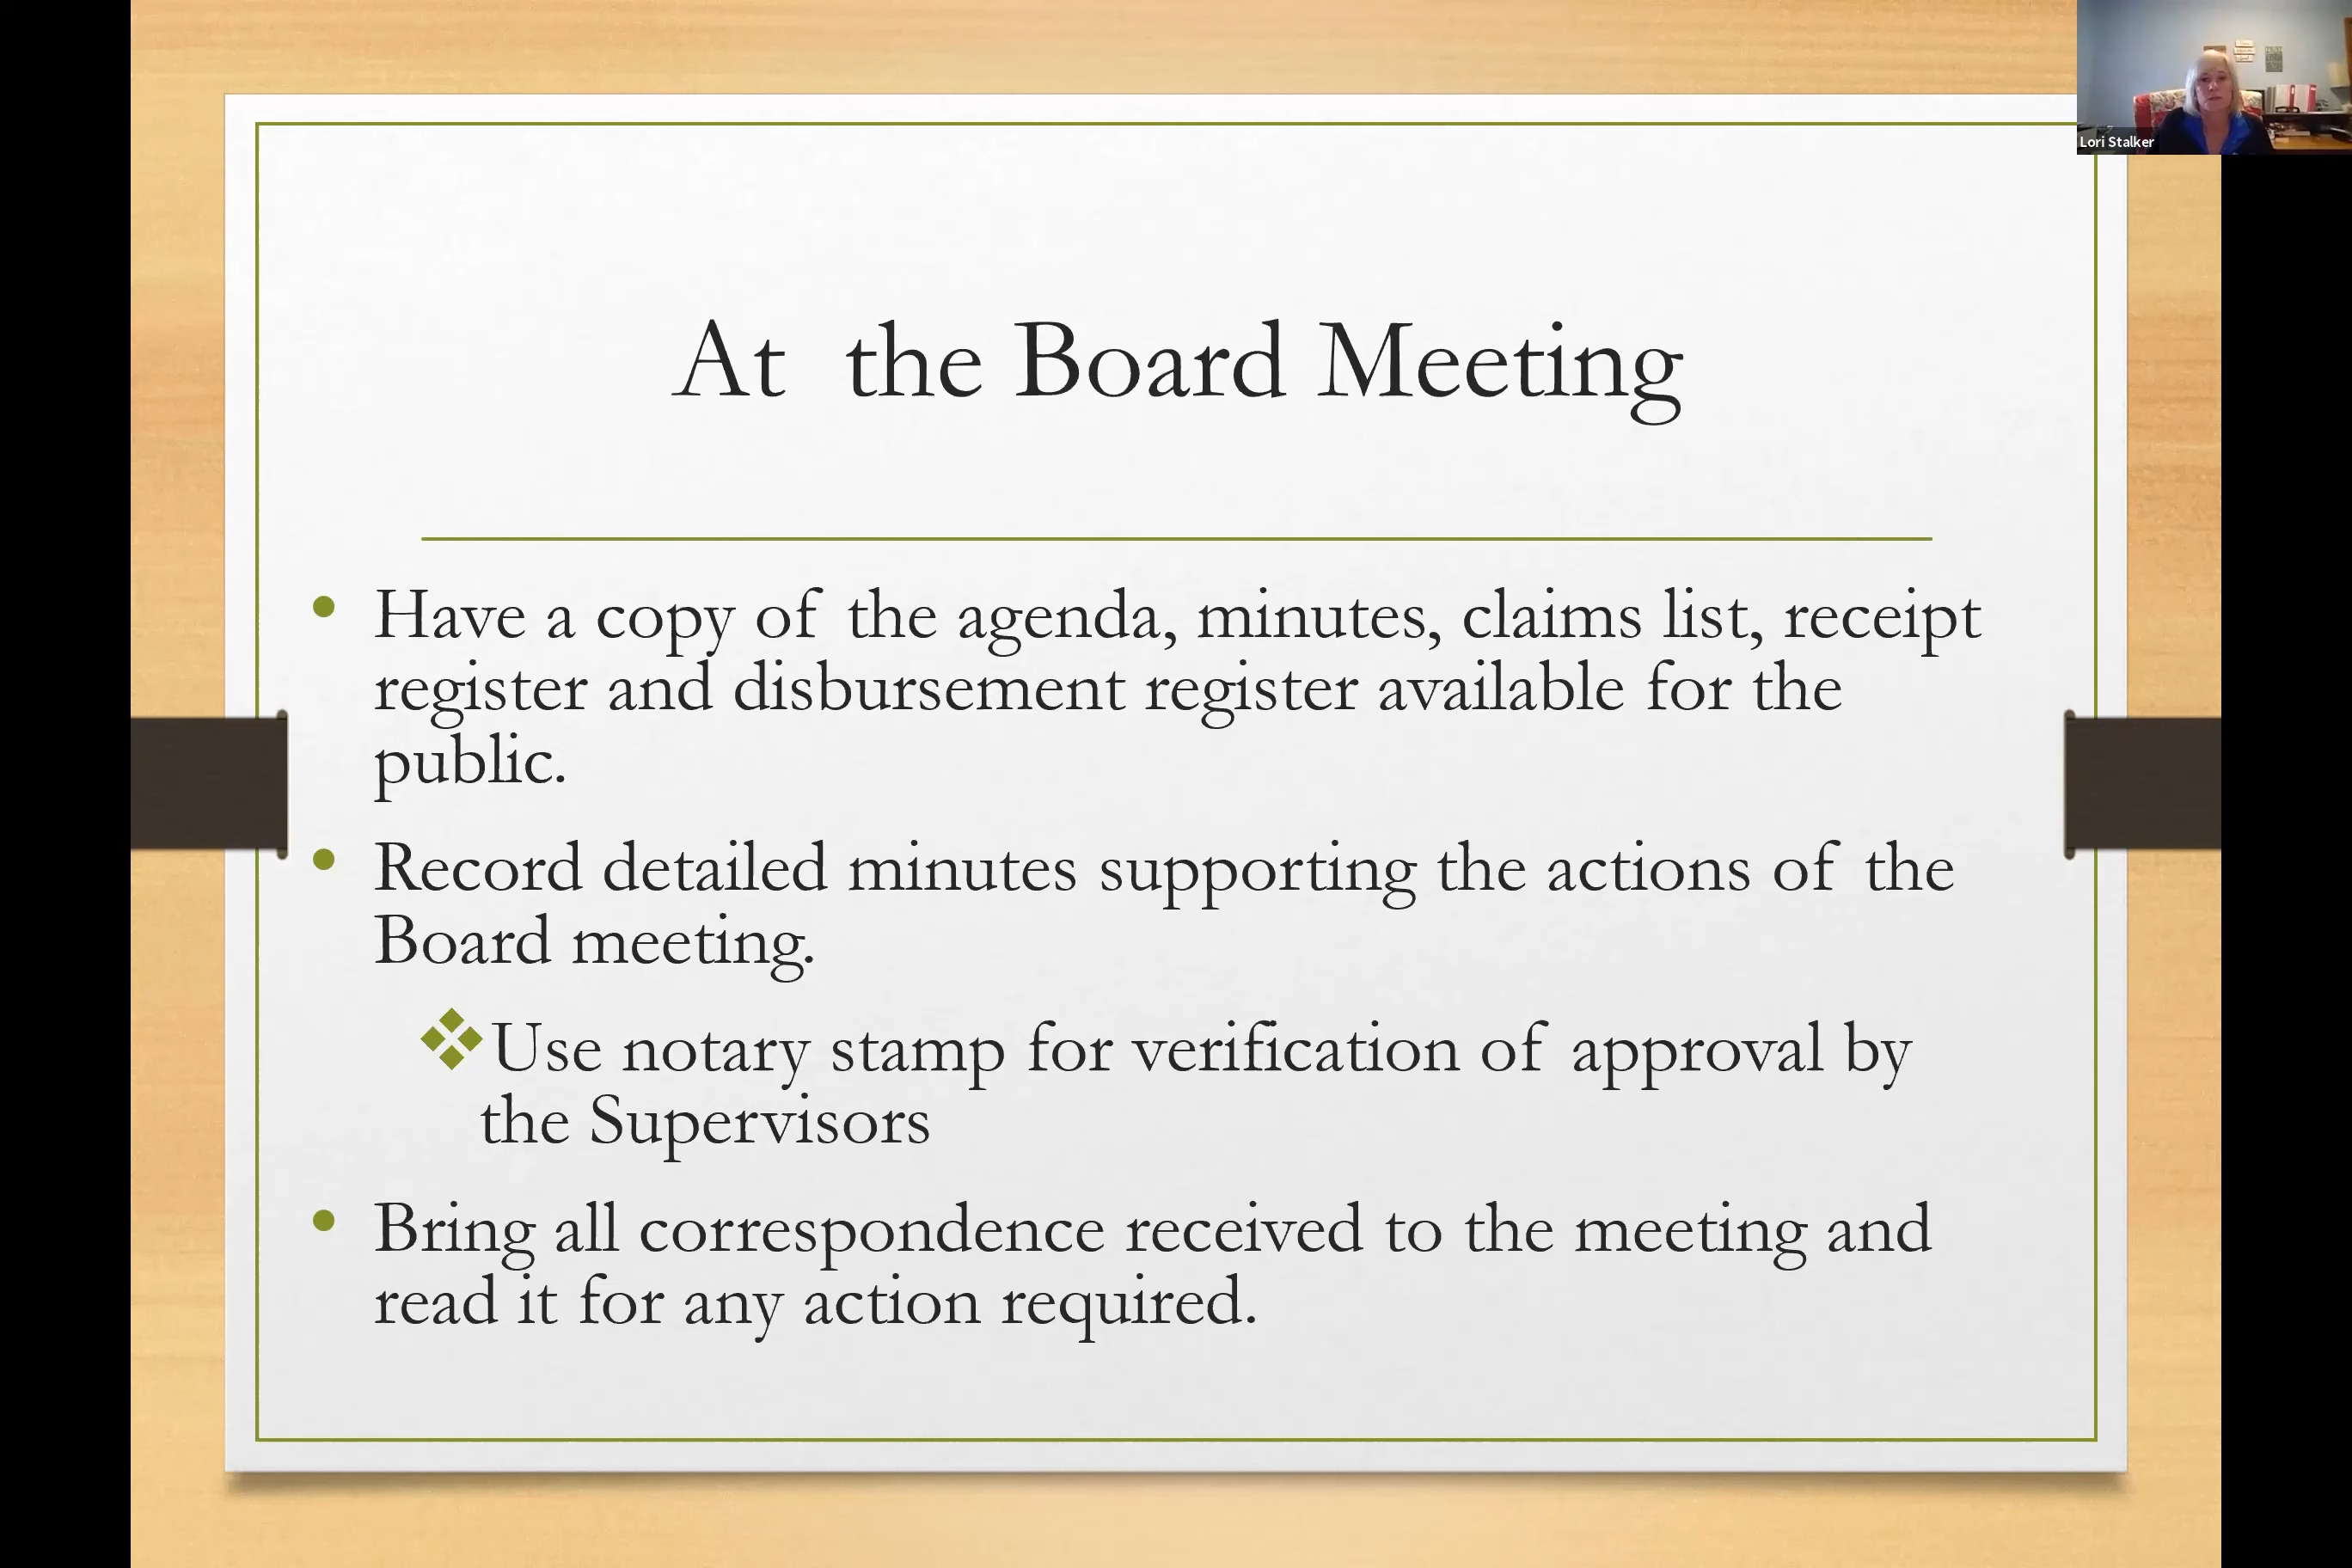 Lori Stalker
At the Board Meeting
• Have a copy of the agenda, minutes, claims list, receipt
register and disbursement register available for the
public.
• Record detailed minutes supporting the actions of the
Board meeting.
❖Use notary stamp for verification of approval by
the Supervisors
• Bring all correspondence received to the meeting and
read it for any action required.